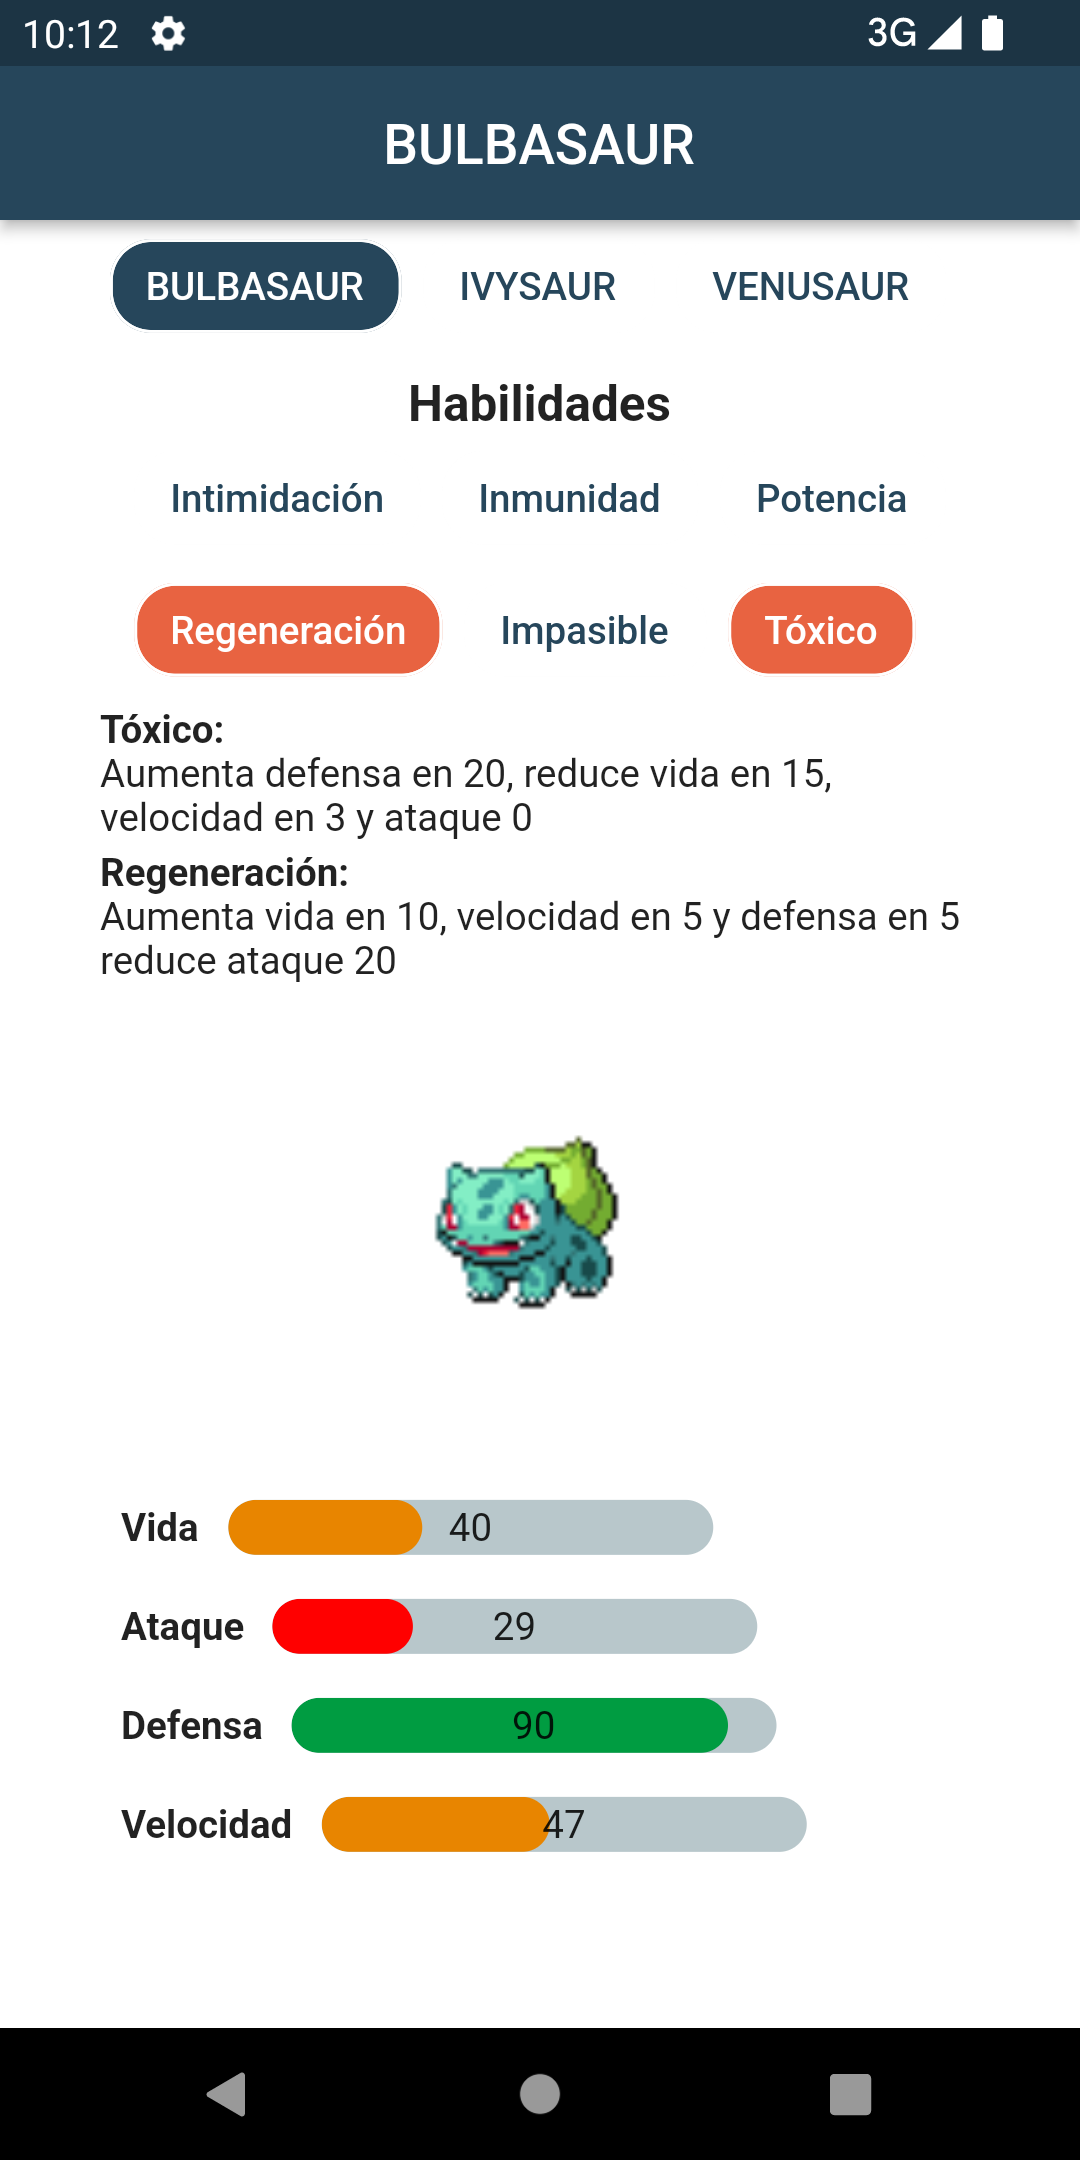 10:12 3G
BULBASAUR
BULBASAUR IVYSAUR VENUSAUR
Habilidades
Intimidación Inmunidad Potencia
Regeneración Impasible Tóxico
Tóxico:
Aumenta defensa en 20, reduce vida en 15,
velocidad en 3 y ataque 0
Regeneración:
Aumenta vida en 10, velocidad en 5 y defensa en 5
reduce ataque 20
Vida 40
Ataque 29
Defensa 90
Velocidad 47